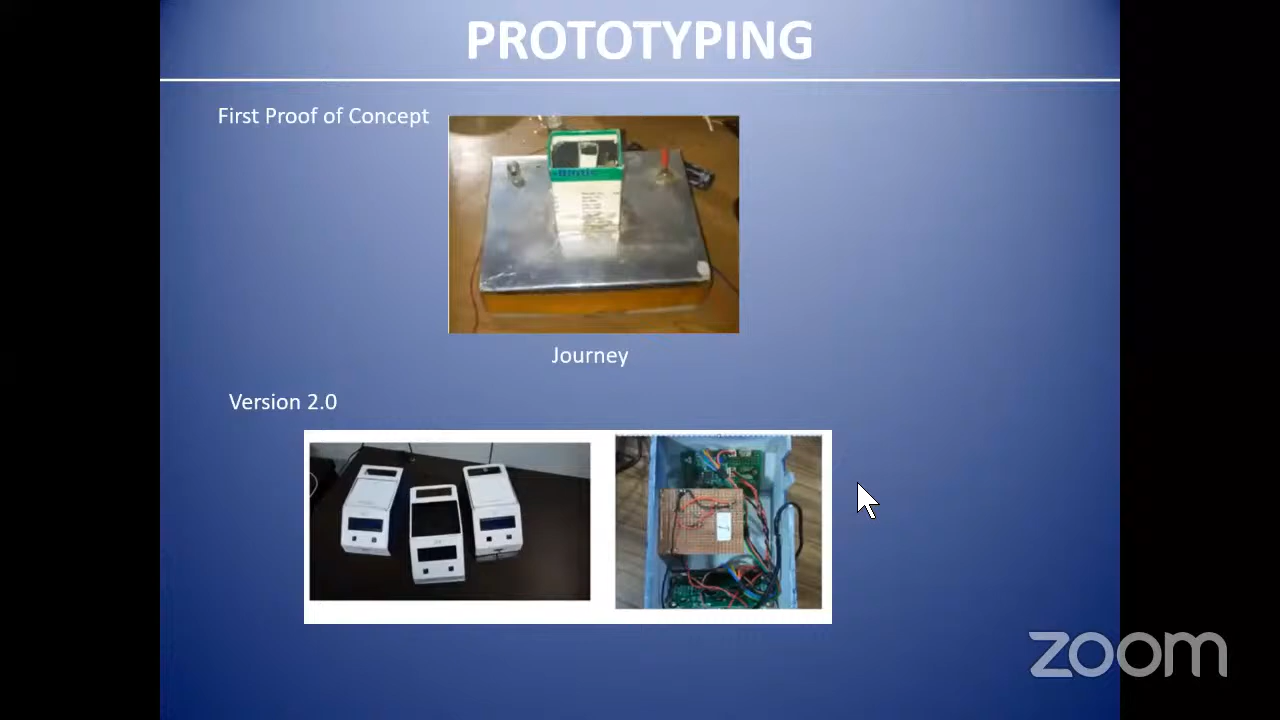 PROTOTYPING
First Proof of Concept
Journey
Version 2.0
zoom